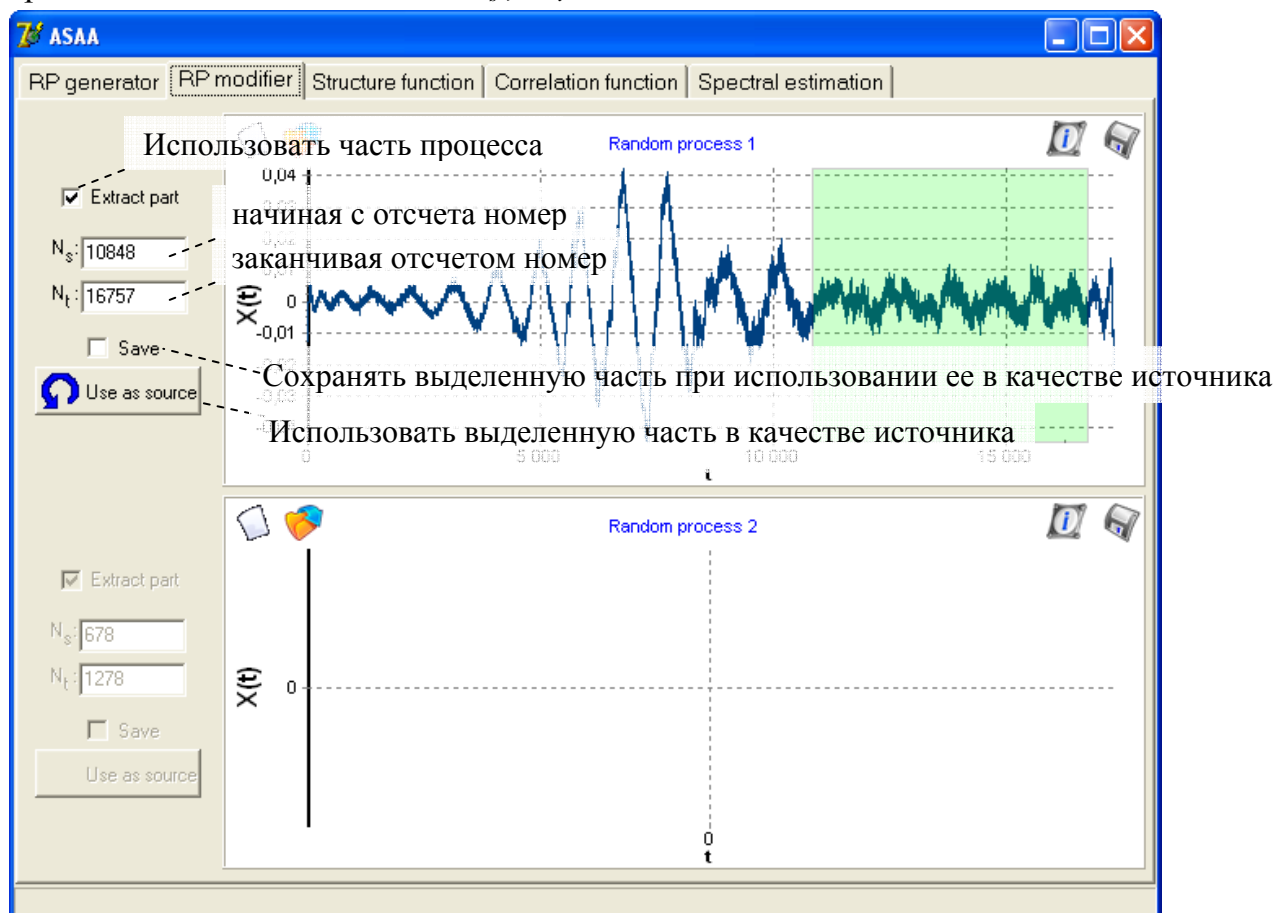 ASAA
RP generator RP modifier Structure function Correlation function Spectral estimation
Использовать часть процесса
Random process 1
Extract part
0,04
начиная с отсчета номер
Ns: 10848
заканчивая отсчетом номер
Nt: 16757
X(t)
0
-0,01
Save
Сохранять выделенную часть при использовании ее в качестве источника
Use as source
Использовать выделенную часть в качестве источника
0 5 000 10 000 15 000
t
Random process 2
Extract part
Ns: 678
Nt: 1278
X(t)
0
Save
Use as source
0
t